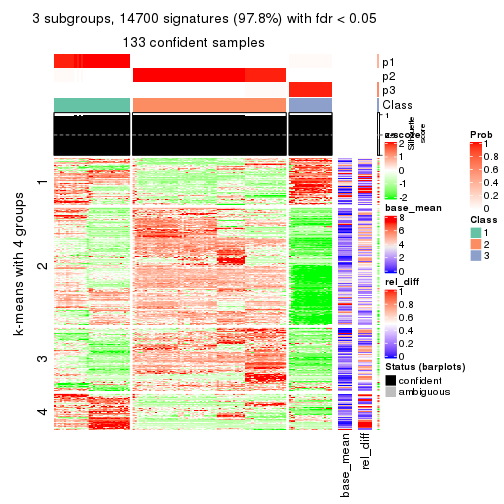 3 subgroups, 14700 signatures (97.8%) with fdr < 0.05
133 confident samples
p1
p2
p3
Class
1
0
Silhouette
score
k-means with 4 groups
1
2
3
4
z-score
2
1
0
-1
-2
base_mean
8
6
4
2
0
rel_diff
1
0.8
0.6
0.4
0.2
0
Status (barplots)
confident
ambiguous
Prob
1
0.8
0.6
0.4
0.2
0
Class
1
2
3
base_mean
rel_diff